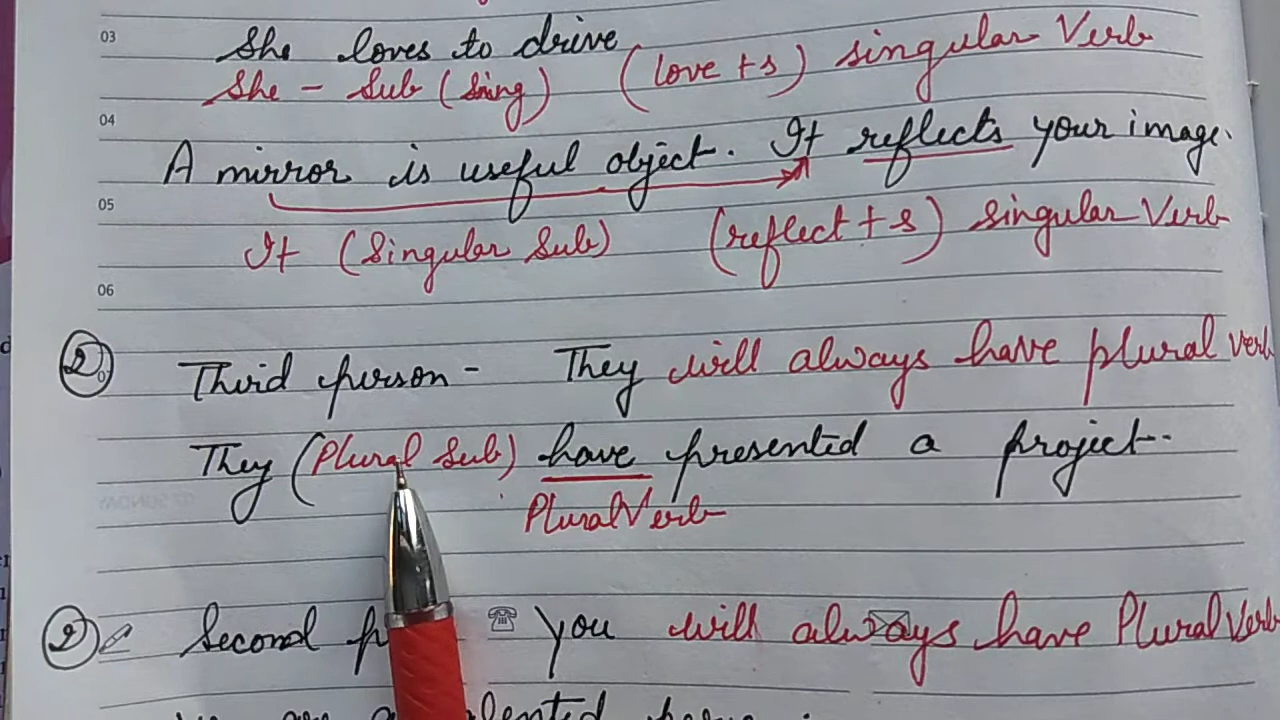 03 She loves to drive
She - Sub (Sing) (love + s) singular Verb
04
A mirror is useful object. It reflects your image.
05
It (Singular Sub) (reflect + s) singular Verb
06
② Third person - They will always have plural verb
They (Plural Sub) have presented a project.
Plural Verb
② Second You will always have Plural Verb